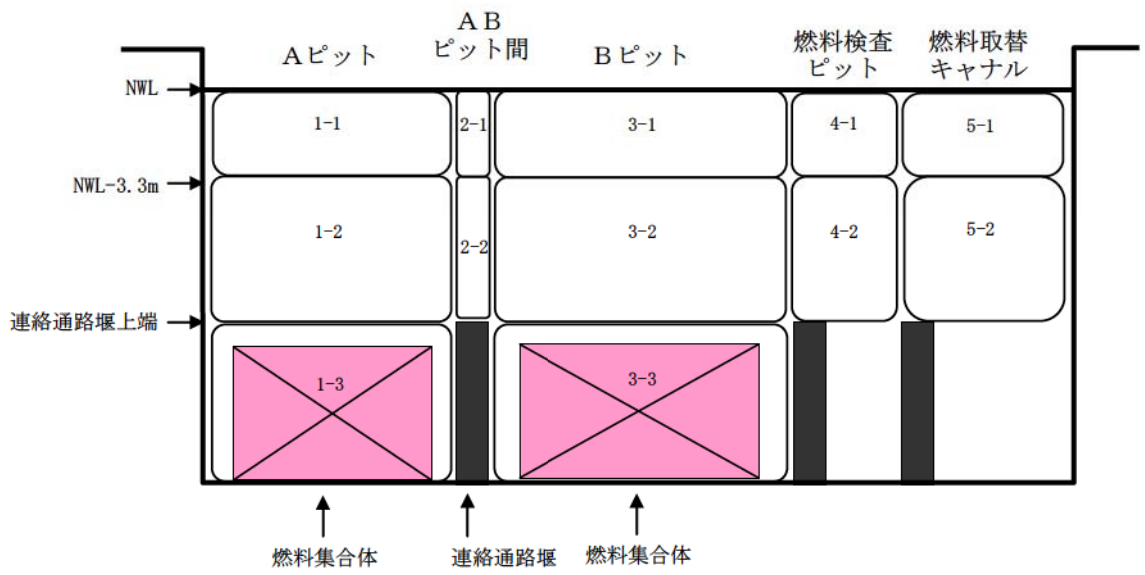 A B
ピット間
Aピット
Bピット
燃料検査
ピット
燃料取替
キャナル
NWL
1-1
2-1
3-1
4-1
5-1
NWL-3.3m
1-2
2-2
3-2
4-2
5-2
連絡通路堰上端
1-3
3-3
燃料集合体
連絡通路堰
燃料集合体